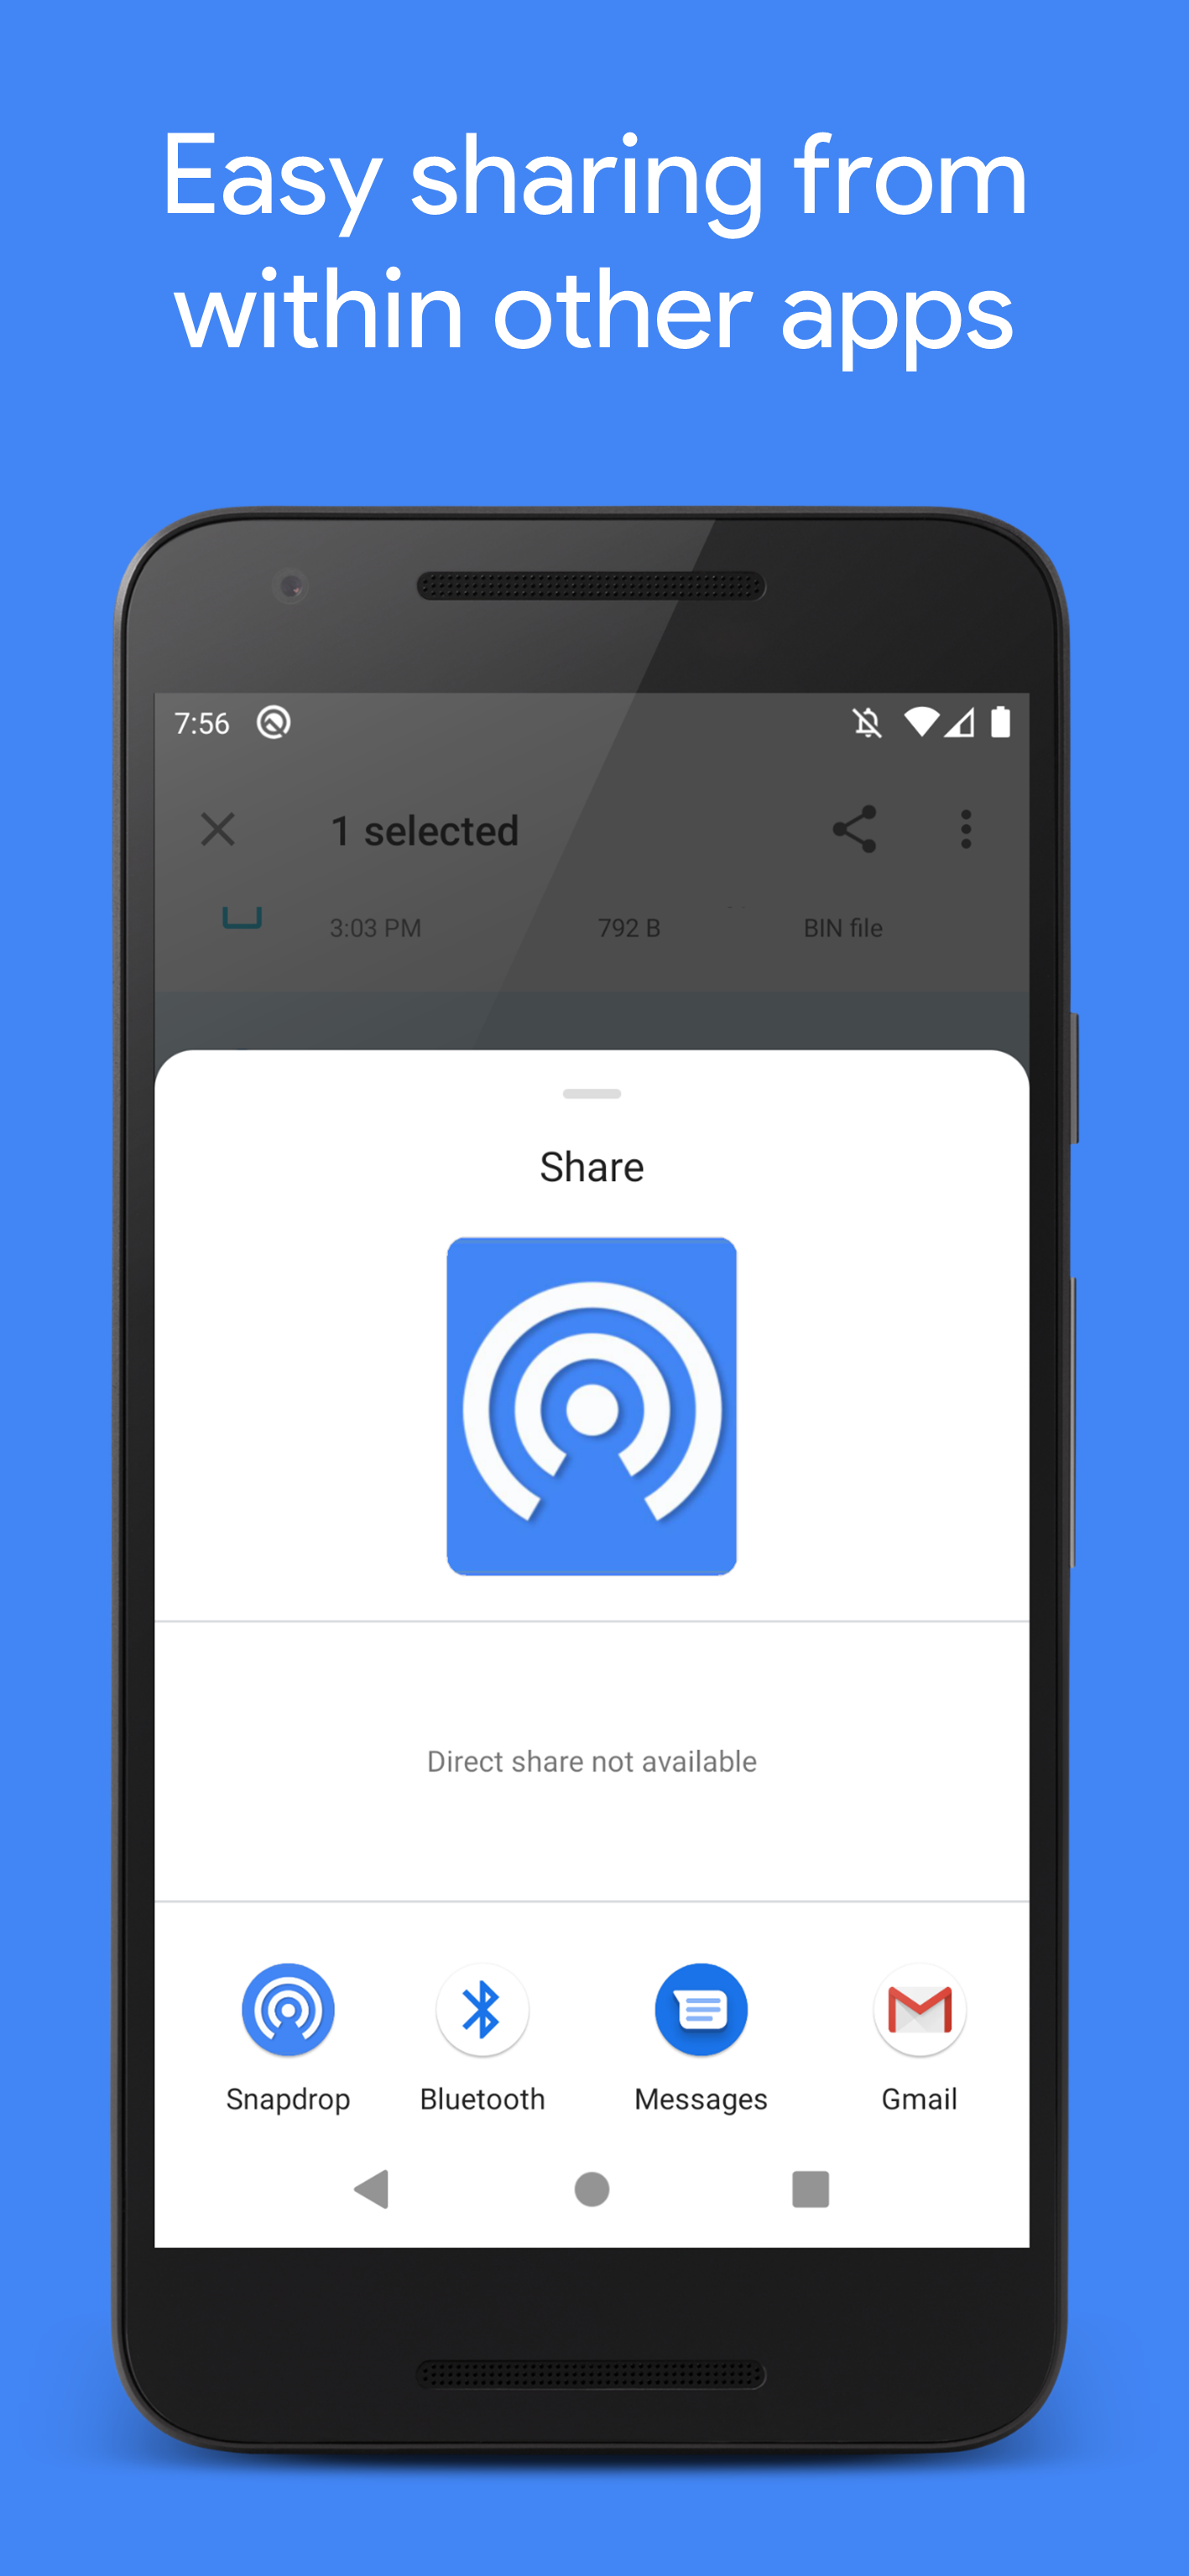 Easy sharing from
within other apps
7:56
1 selected
3:03 PM 792 B BIN file
Share
Direct share not available
Snapdrop Bluetooth Messages Gmail